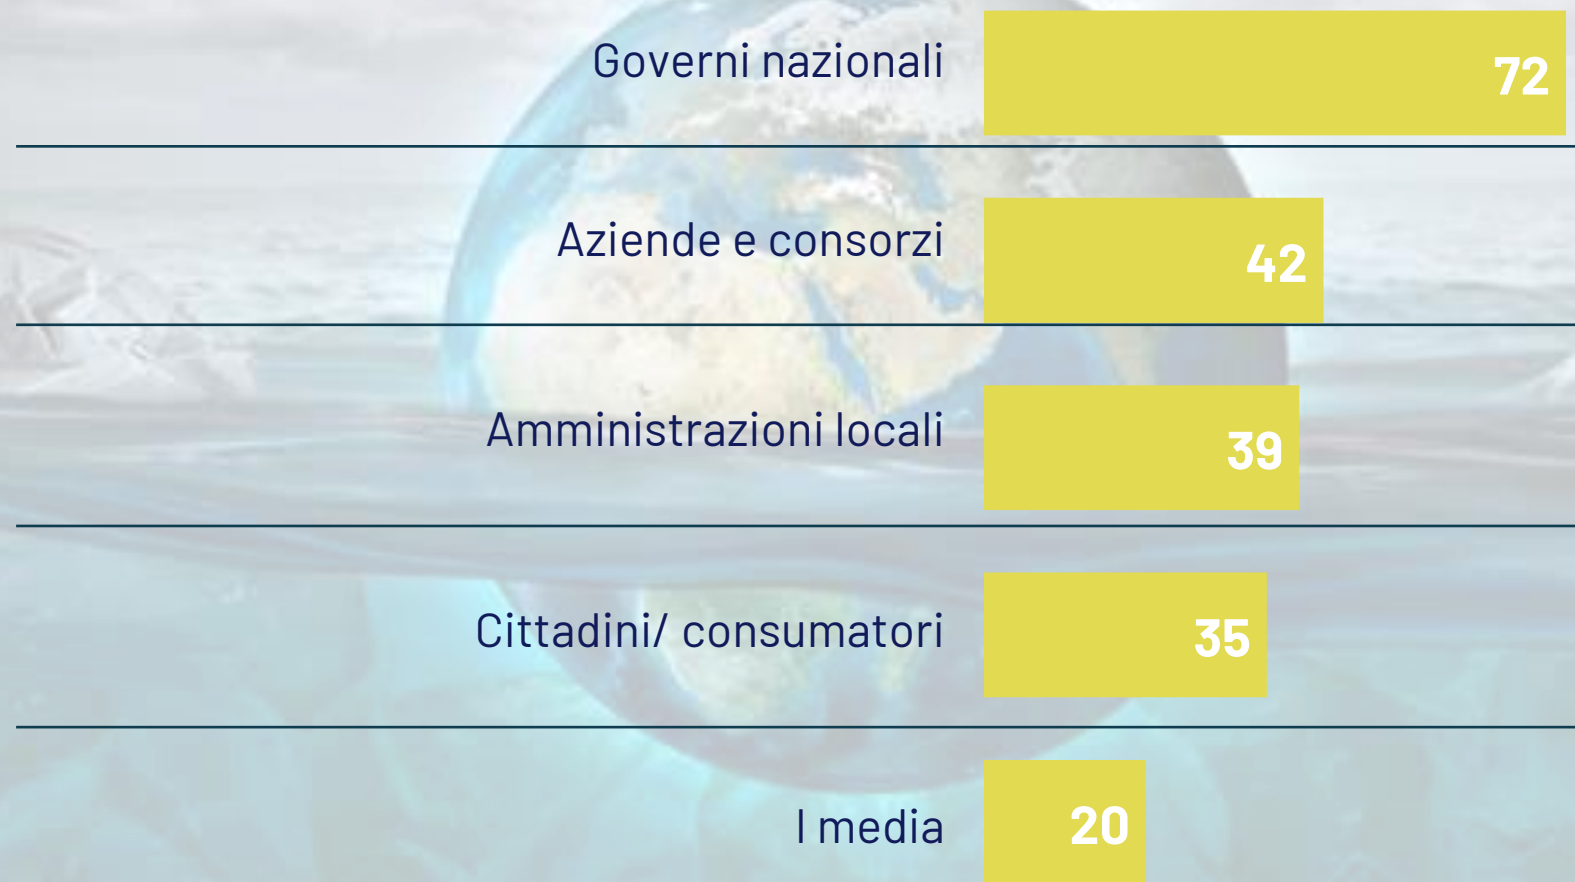 Governi nazionali 72
Aziende e consorzi 42
Amministrazioni locali 39
Cittadini/ consumatori 35
I media 20